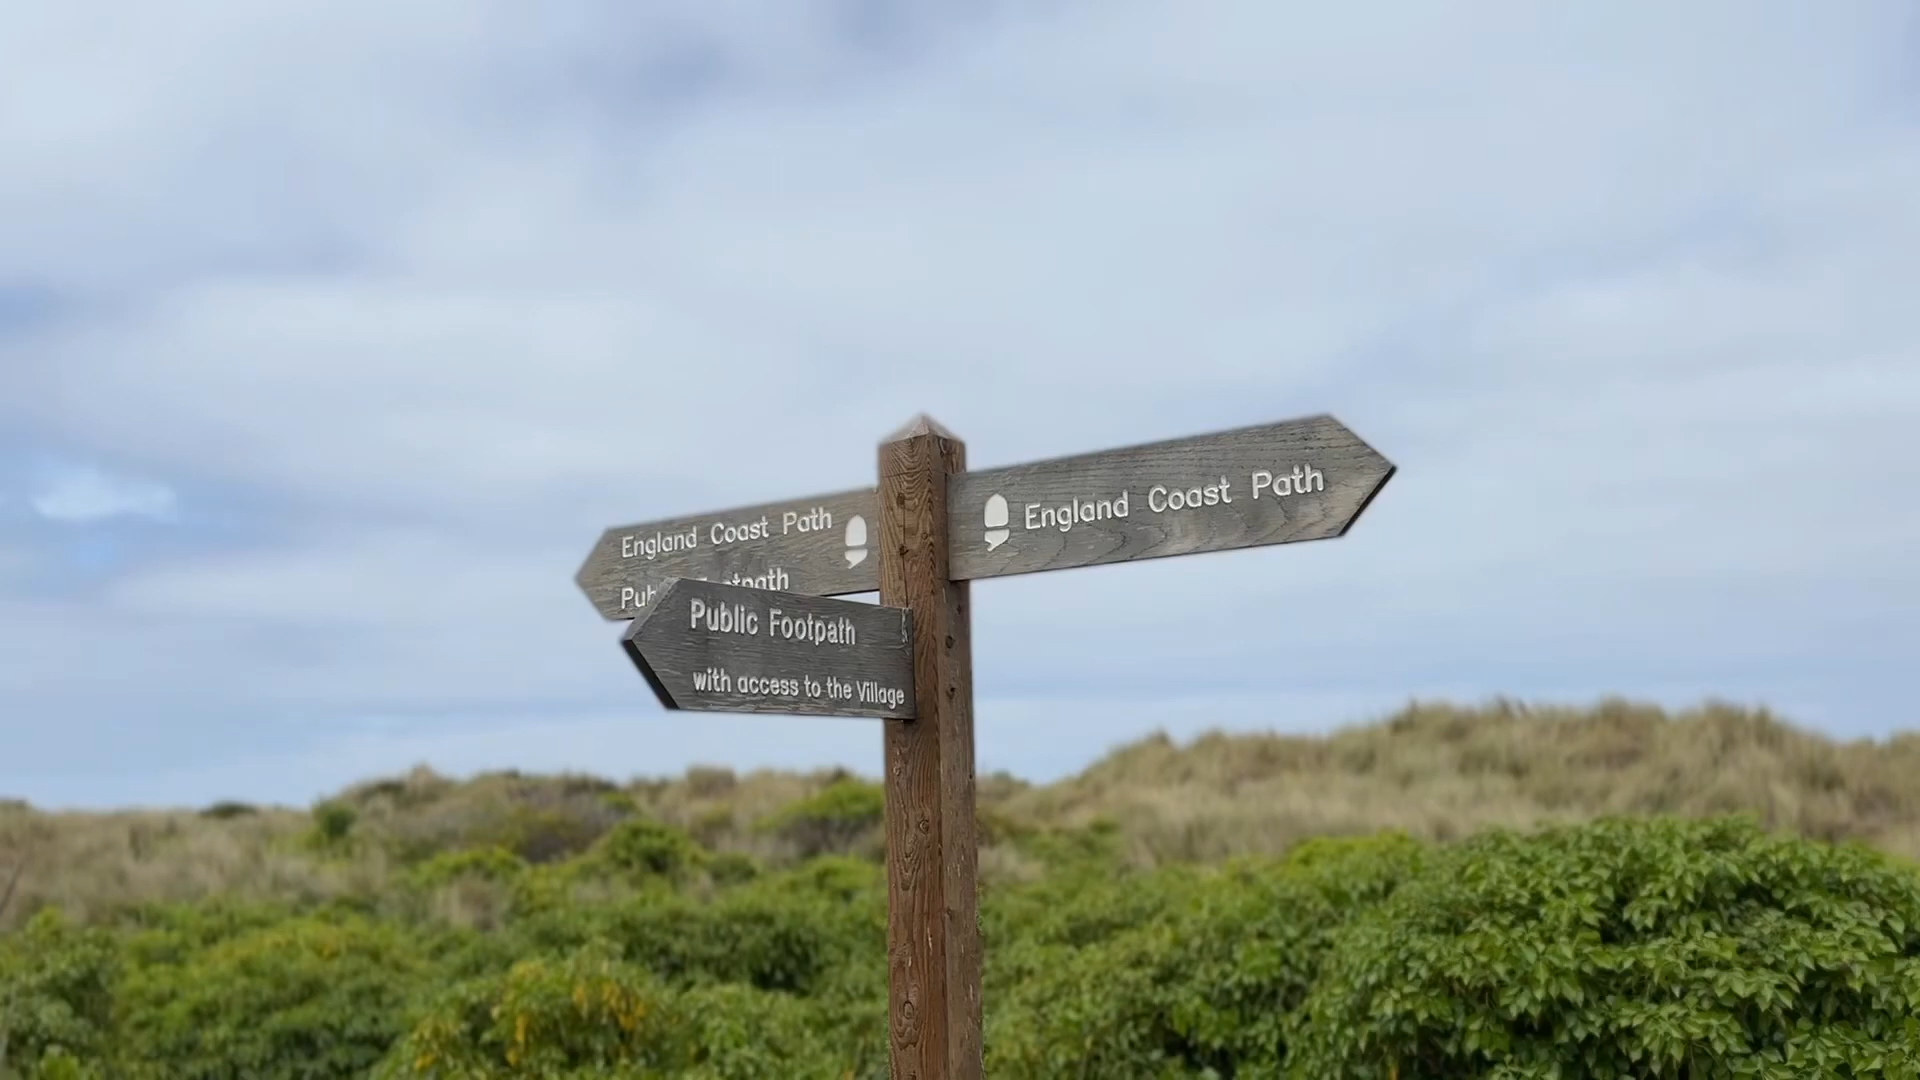 England Coast Path
England Coast Path
Public Footpath
with access to the Village